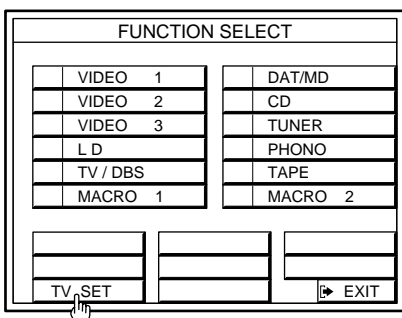 FUNCTION SELECT
VIDEO 1
VIDEO 2
VIDEO 3
L D
TV / DBS
MACRO 1
DAT/MD
CD
TUNER
PHONO
TAPE
MACRO 2
TV SET
EXIT